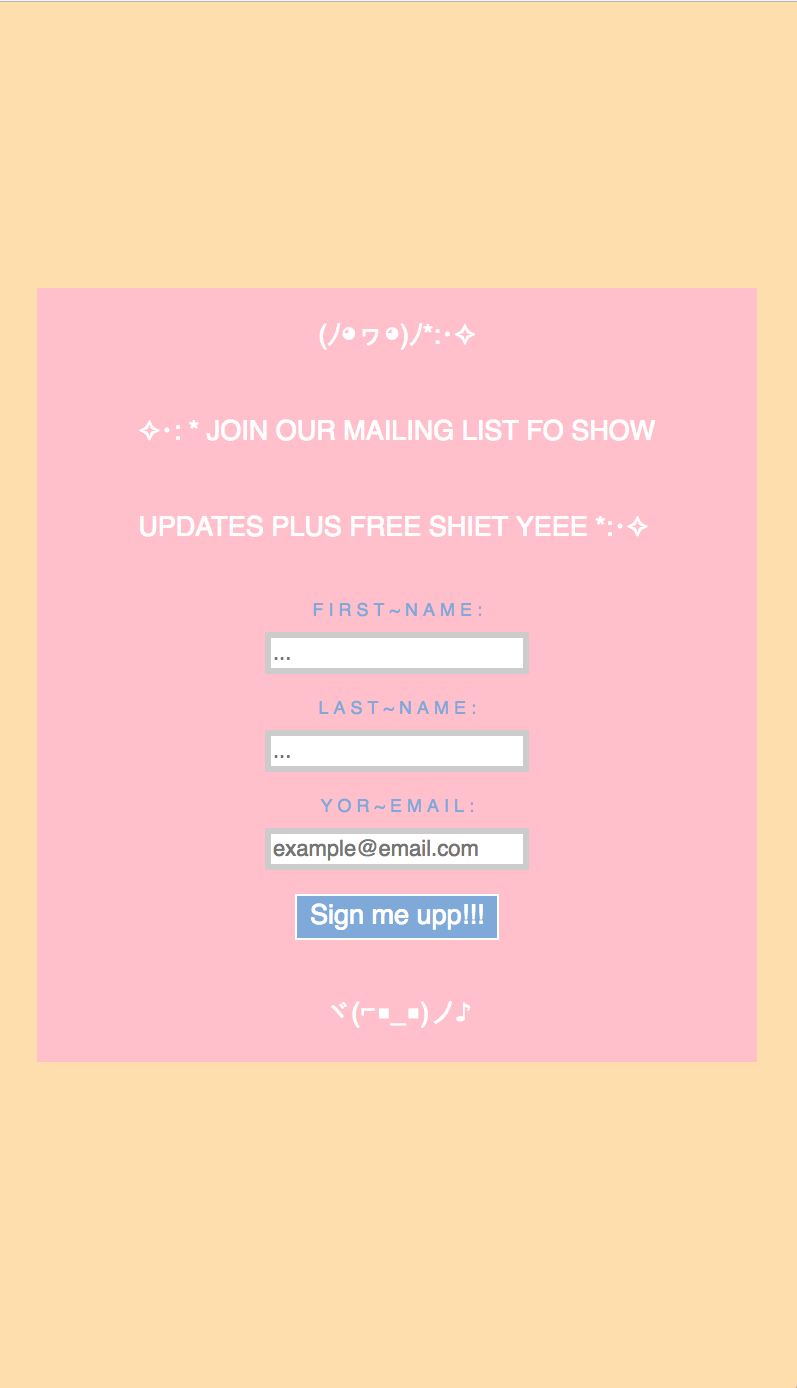 (ﾉ◕ヮ◕)ﾉ*:･✧
✧･: * JOIN OUR MAILING LIST FO SHOW
UPDATES PLUS FREE SHIET YEEE *:･✧
FIRST~NAME:
...
LAST~NAME:
...
YOR~EMAIL:
example@email.com
Sign me upp!!!
ヾ(⌐■_■)ノ♪